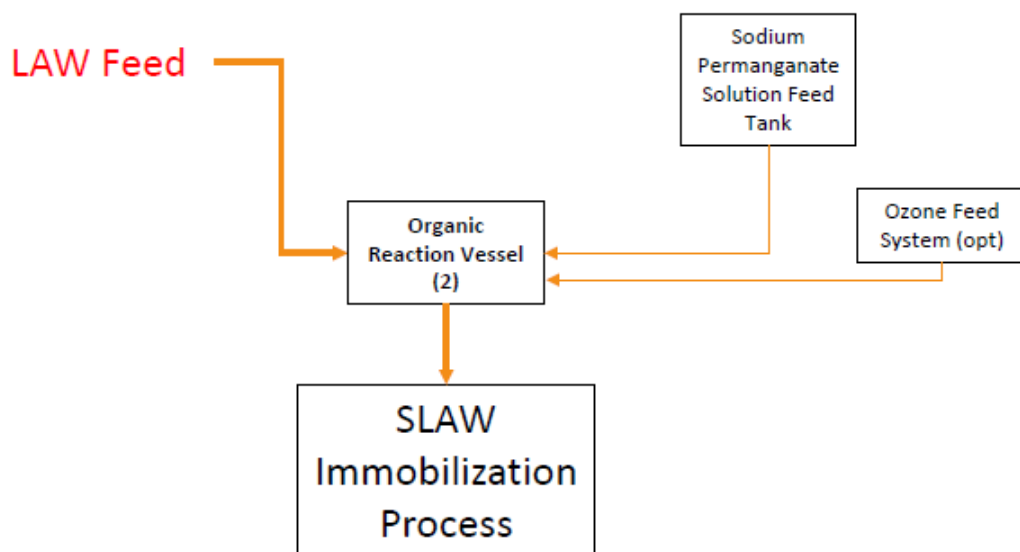 LAW Feed
Sodium
Permanganate
Solution Feed
Tank
Ozone Feed
System (opt)
Organic
Reaction Vessel
(2)
SLAW
Immobilization
Process